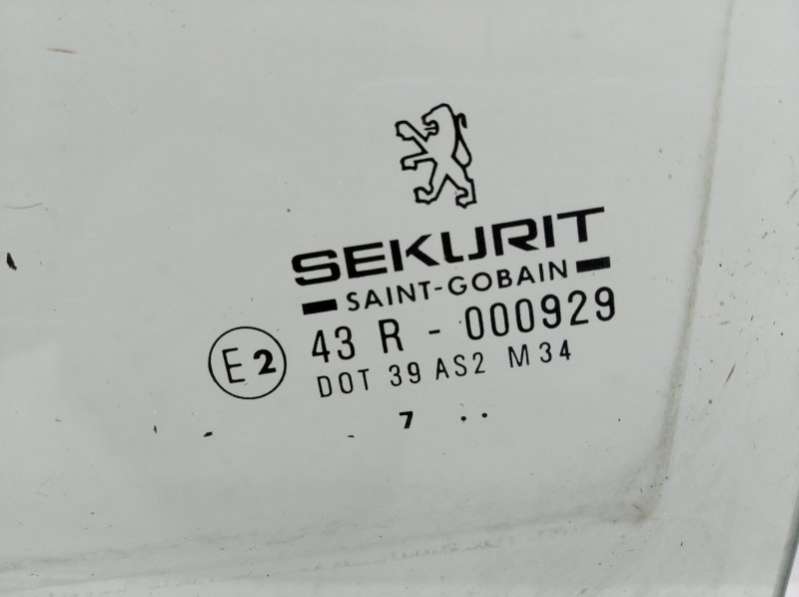 SEKURIT
SAINT-GOBAIN
E2 43 R - 000929
DOT 39 AS2 M34
7 ..